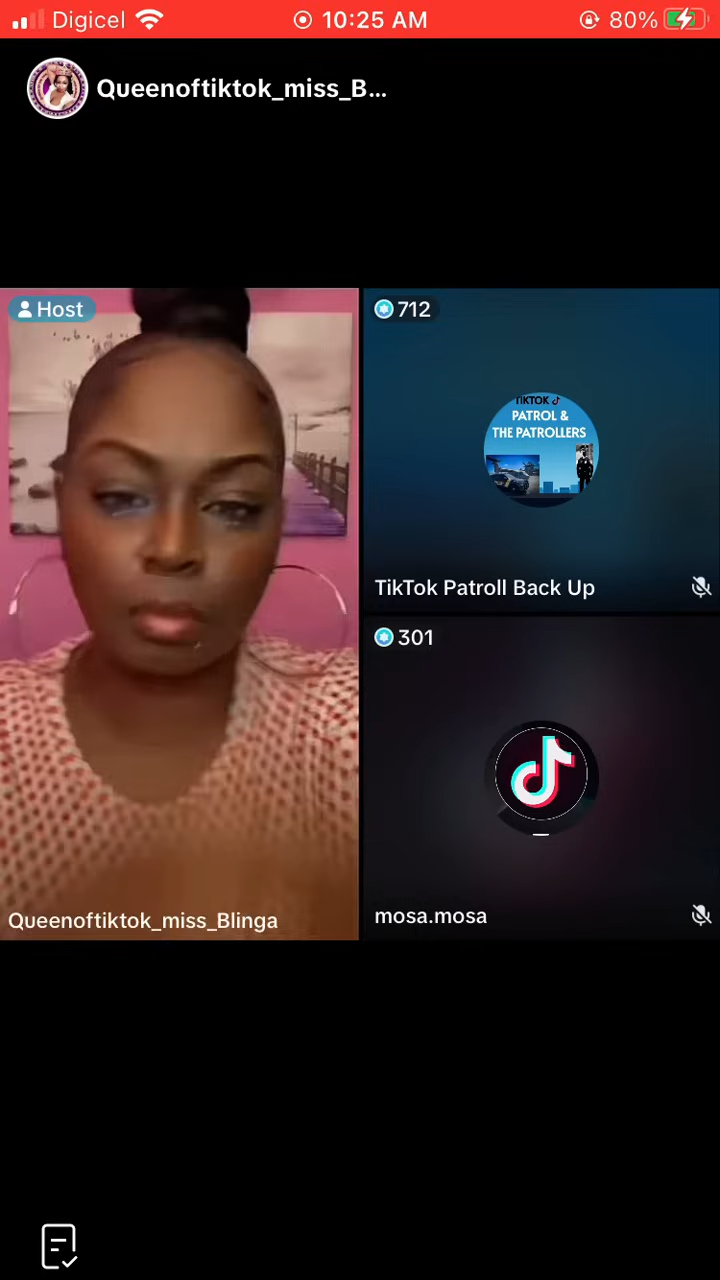 Digicel
10:25 AM
80%
Queenoftiktok_miss_B...
Host
Queenoftiktok_miss_Blinga
712
TIKTOK
PATROL &
THE PATROLLERS
TikTok Patroll Back Up
301
mosa.mosa